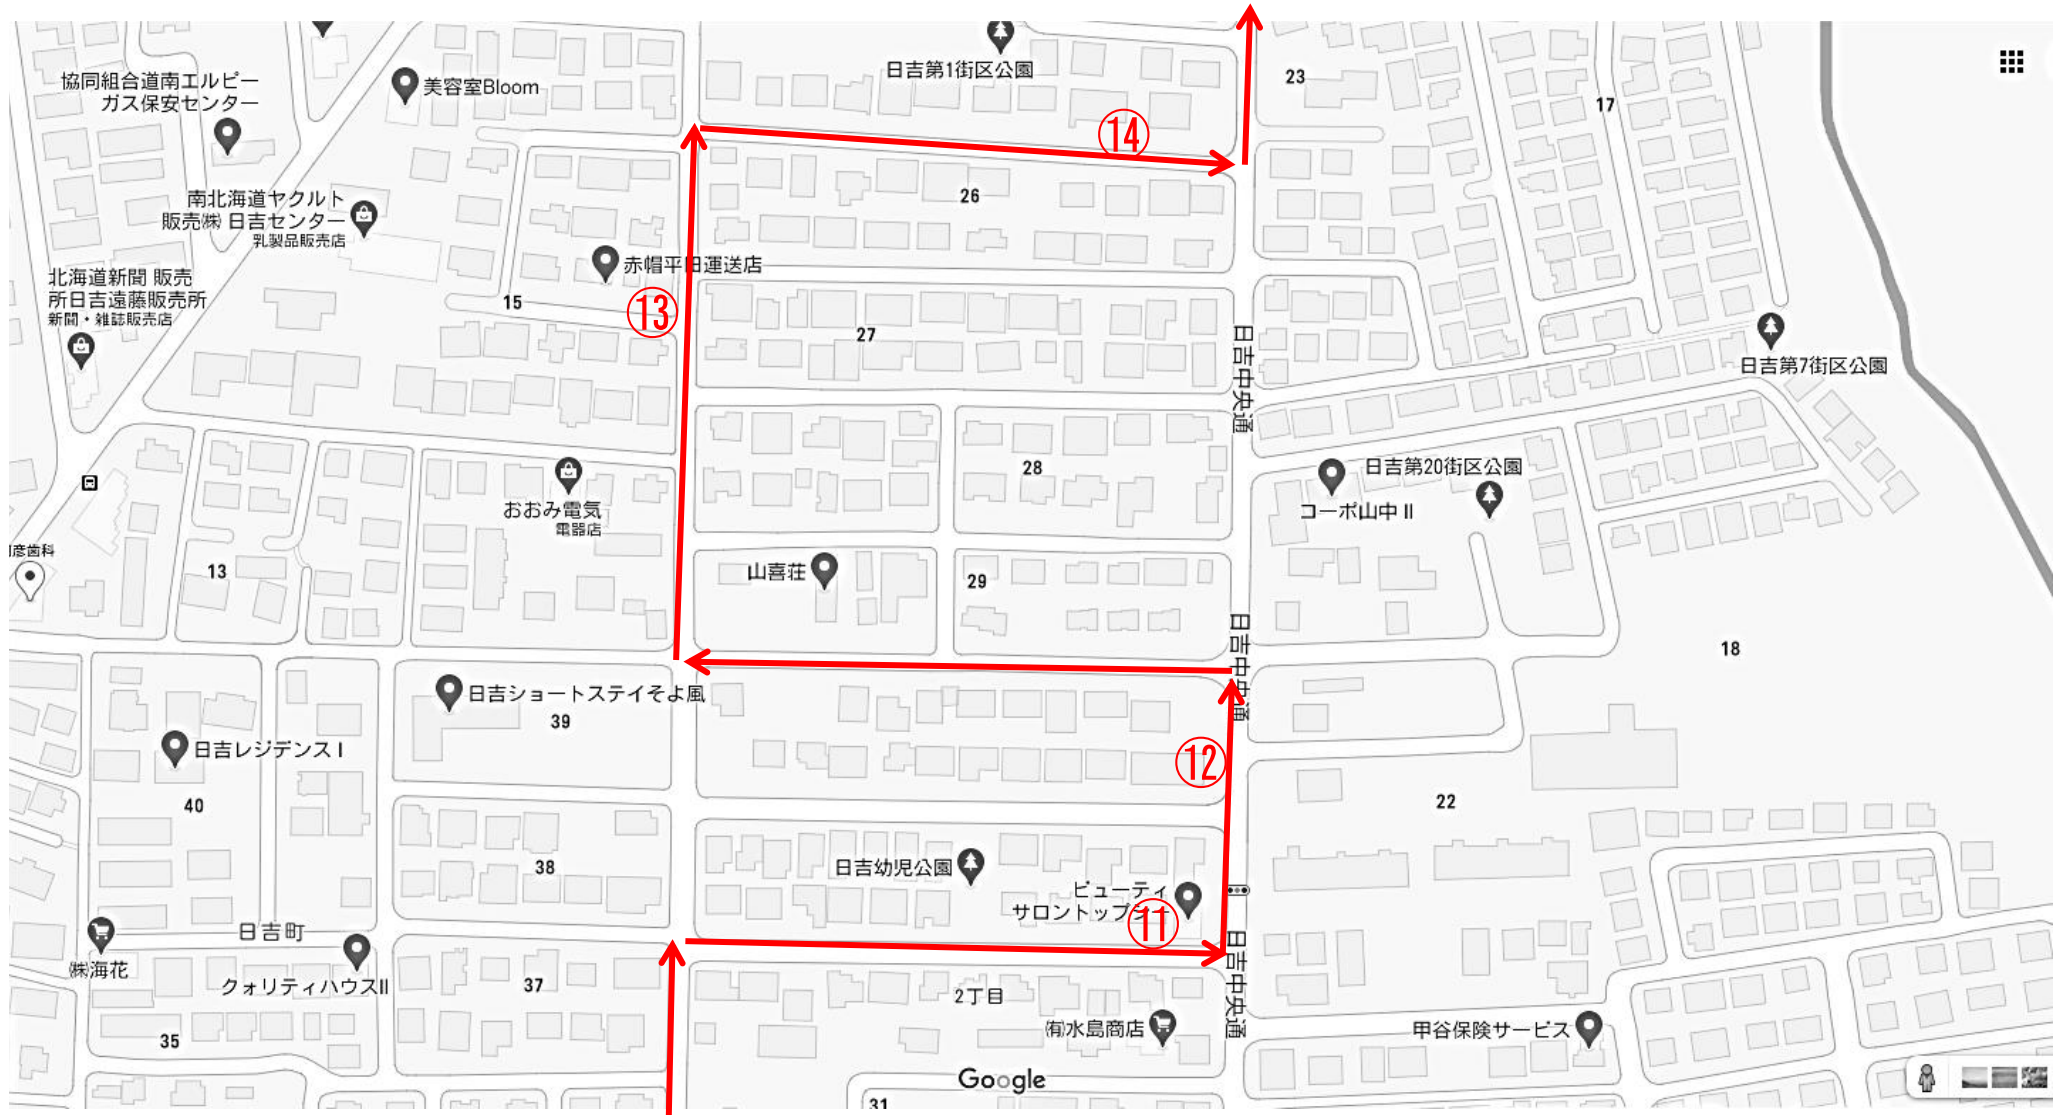 日吉第1街区公園
23
協同組合道南エルピー
ガス保安センター
美容室Bloom
17
⑭
南北海道ヤクルト
販売㈱ 日吉センター
乳製品販売店
26
北海道新聞 販売
所日吉遠藤販売所
新聞・雑誌販売店
赤帽平田運送店
15
⑬
27
日吉中央通
日吉第7街区公園
28
日吉第20街区公園
コーポ山中 II
おおみ電気
電器店
彦歯科
13
山喜荘
29
日吉中央通
18
日吉ショートステイそよ風
39
日吉レジデンス I
⑫
40
22
38
日吉幼児公園
ビューティ
サロントップ
⑪
日吉町
日吉中央通
㈱海花
クォリティハウスII
37
2丁目
㈲水島商店
甲谷保険サービス
35
Google
31